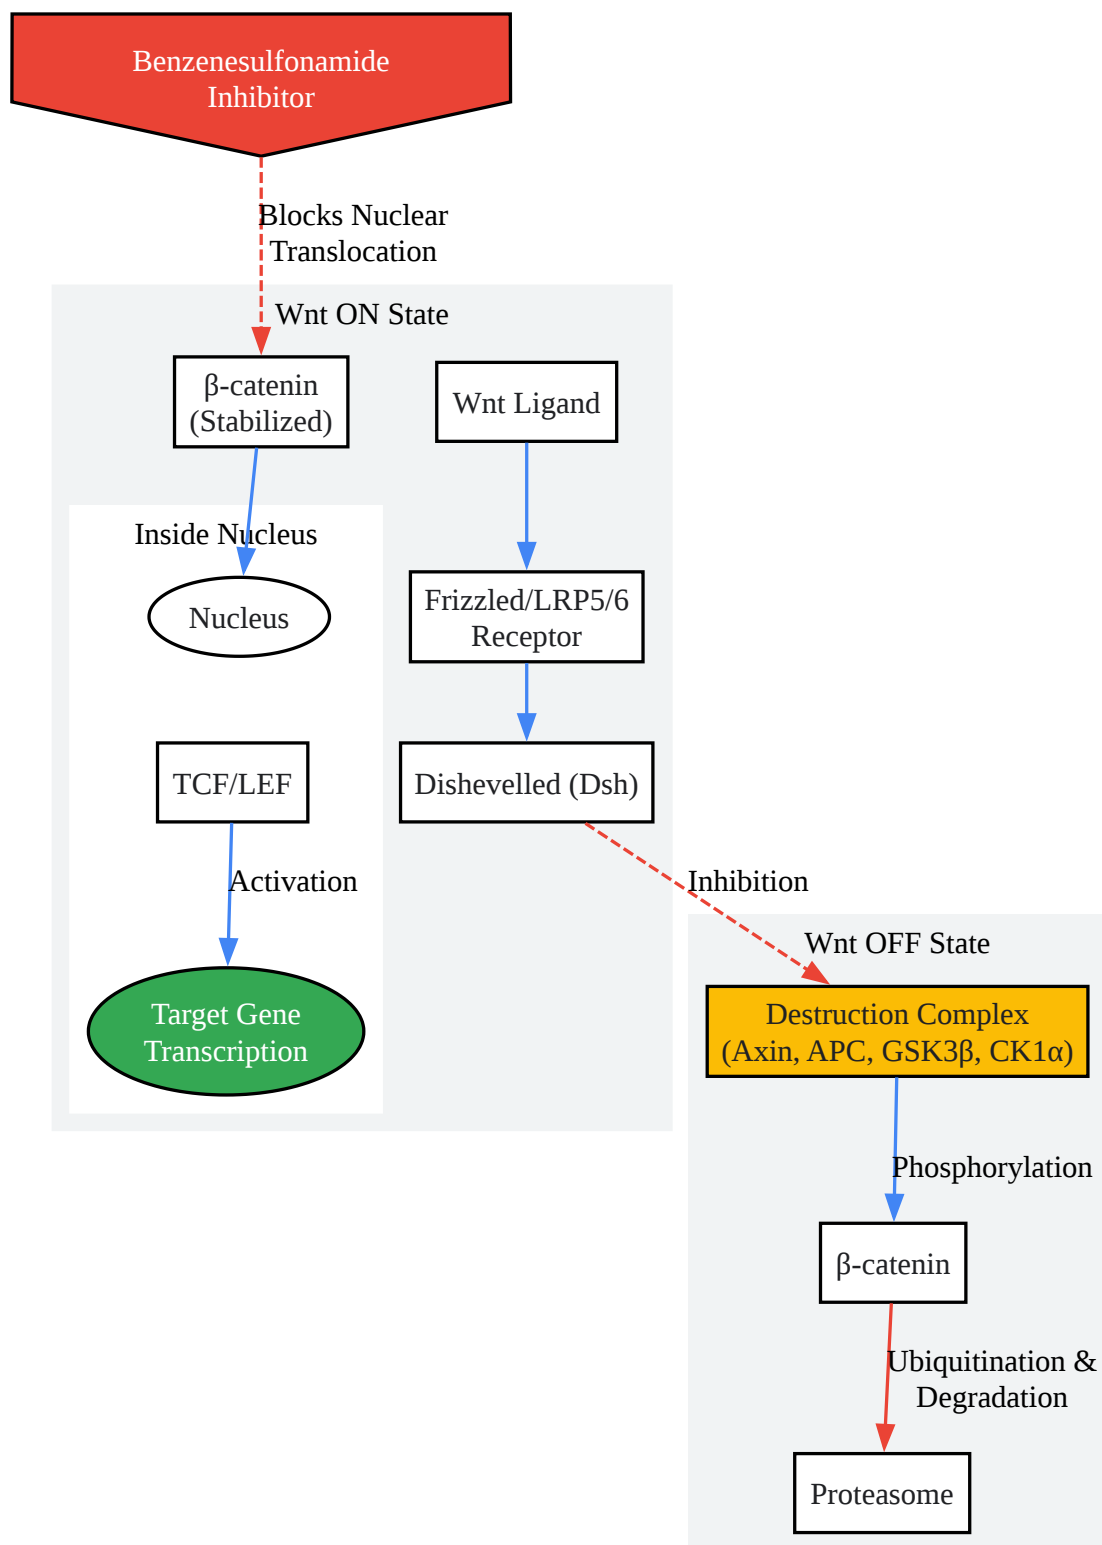 Benzenesulfonamide
Inhibitor
Blocks Nuclear
Translocation
Wnt ON State
β-catenin
(Stabilized)
Wnt Ligand
Inside Nucleus
Nucleus
Frizzled/LRP5/6
Receptor
TCF/LEF
Dishevelled (Dsh)
Activation
Inhibition
Wnt OFF State
Target Gene
Transcription
Destruction Complex
(Axin, APC, GSK3β, CK1α)
Phosphorylation
β-catenin
Ubiquitination &
Degradation
Proteasome